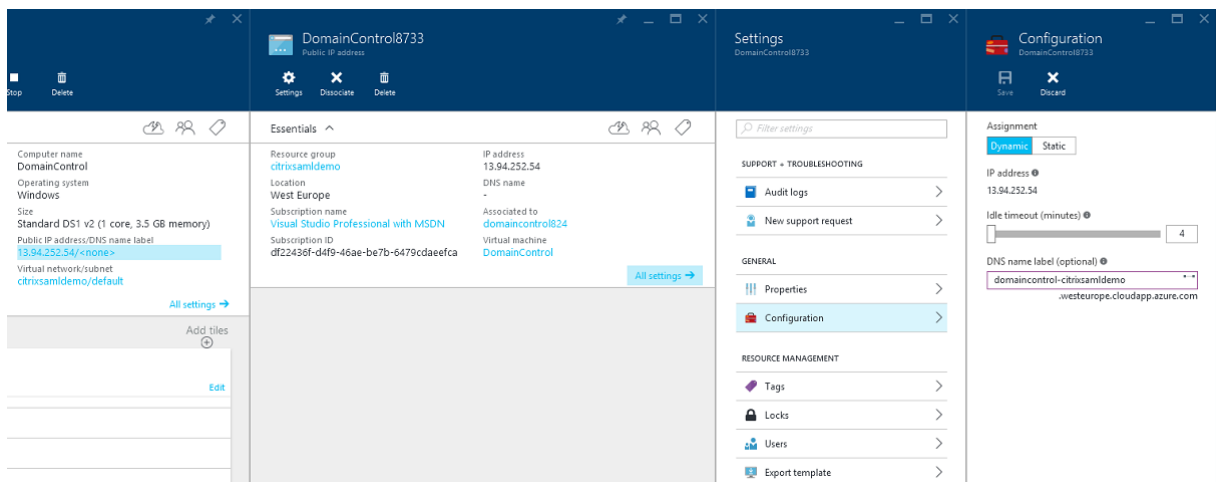 Stop
Delete
Computer name
DomainControl
Operating system
Windows
Size
Standard DS1 v2 (1 core, 3.5 GB memory)
Public IP address/DNS name label
13.94.252.54/<none>
Virtual network/subnet
citrixsamldemo/default
All settings →
Add tiles
Edit
DomainControl8733
Public IP address
Settings
Dissociate
Delete
Essentials
Resource group
citrixsamldemo
Location
West Europe
Subscription name
Visual Studio Professional with MSDN
Subscription ID
df22436f-d4f9-46ae-be7b-6479cdaeefca
IP address
13.94.252.54
DNS name
-
Associated to
domaincontrol824
Virtual machine
DomainControl
All settings →
Settings
DomainControl8733
Filter settings
SUPPORT + TROUBLESHOOTING
Audit logs
New support request
GENERAL
Properties
Configuration
RESOURCE MANAGEMENT
Tags
Locks
Users
Export template
Configuration
DomainControl8733
Save
Discard
Assignment
Dynamic
Static
IP address
13.94.252.54
Idle timeout (minutes)
4
DNS name label (optional)
domaincontrol-citrixsamldemo
.westeurope.cloudapp.azure.com